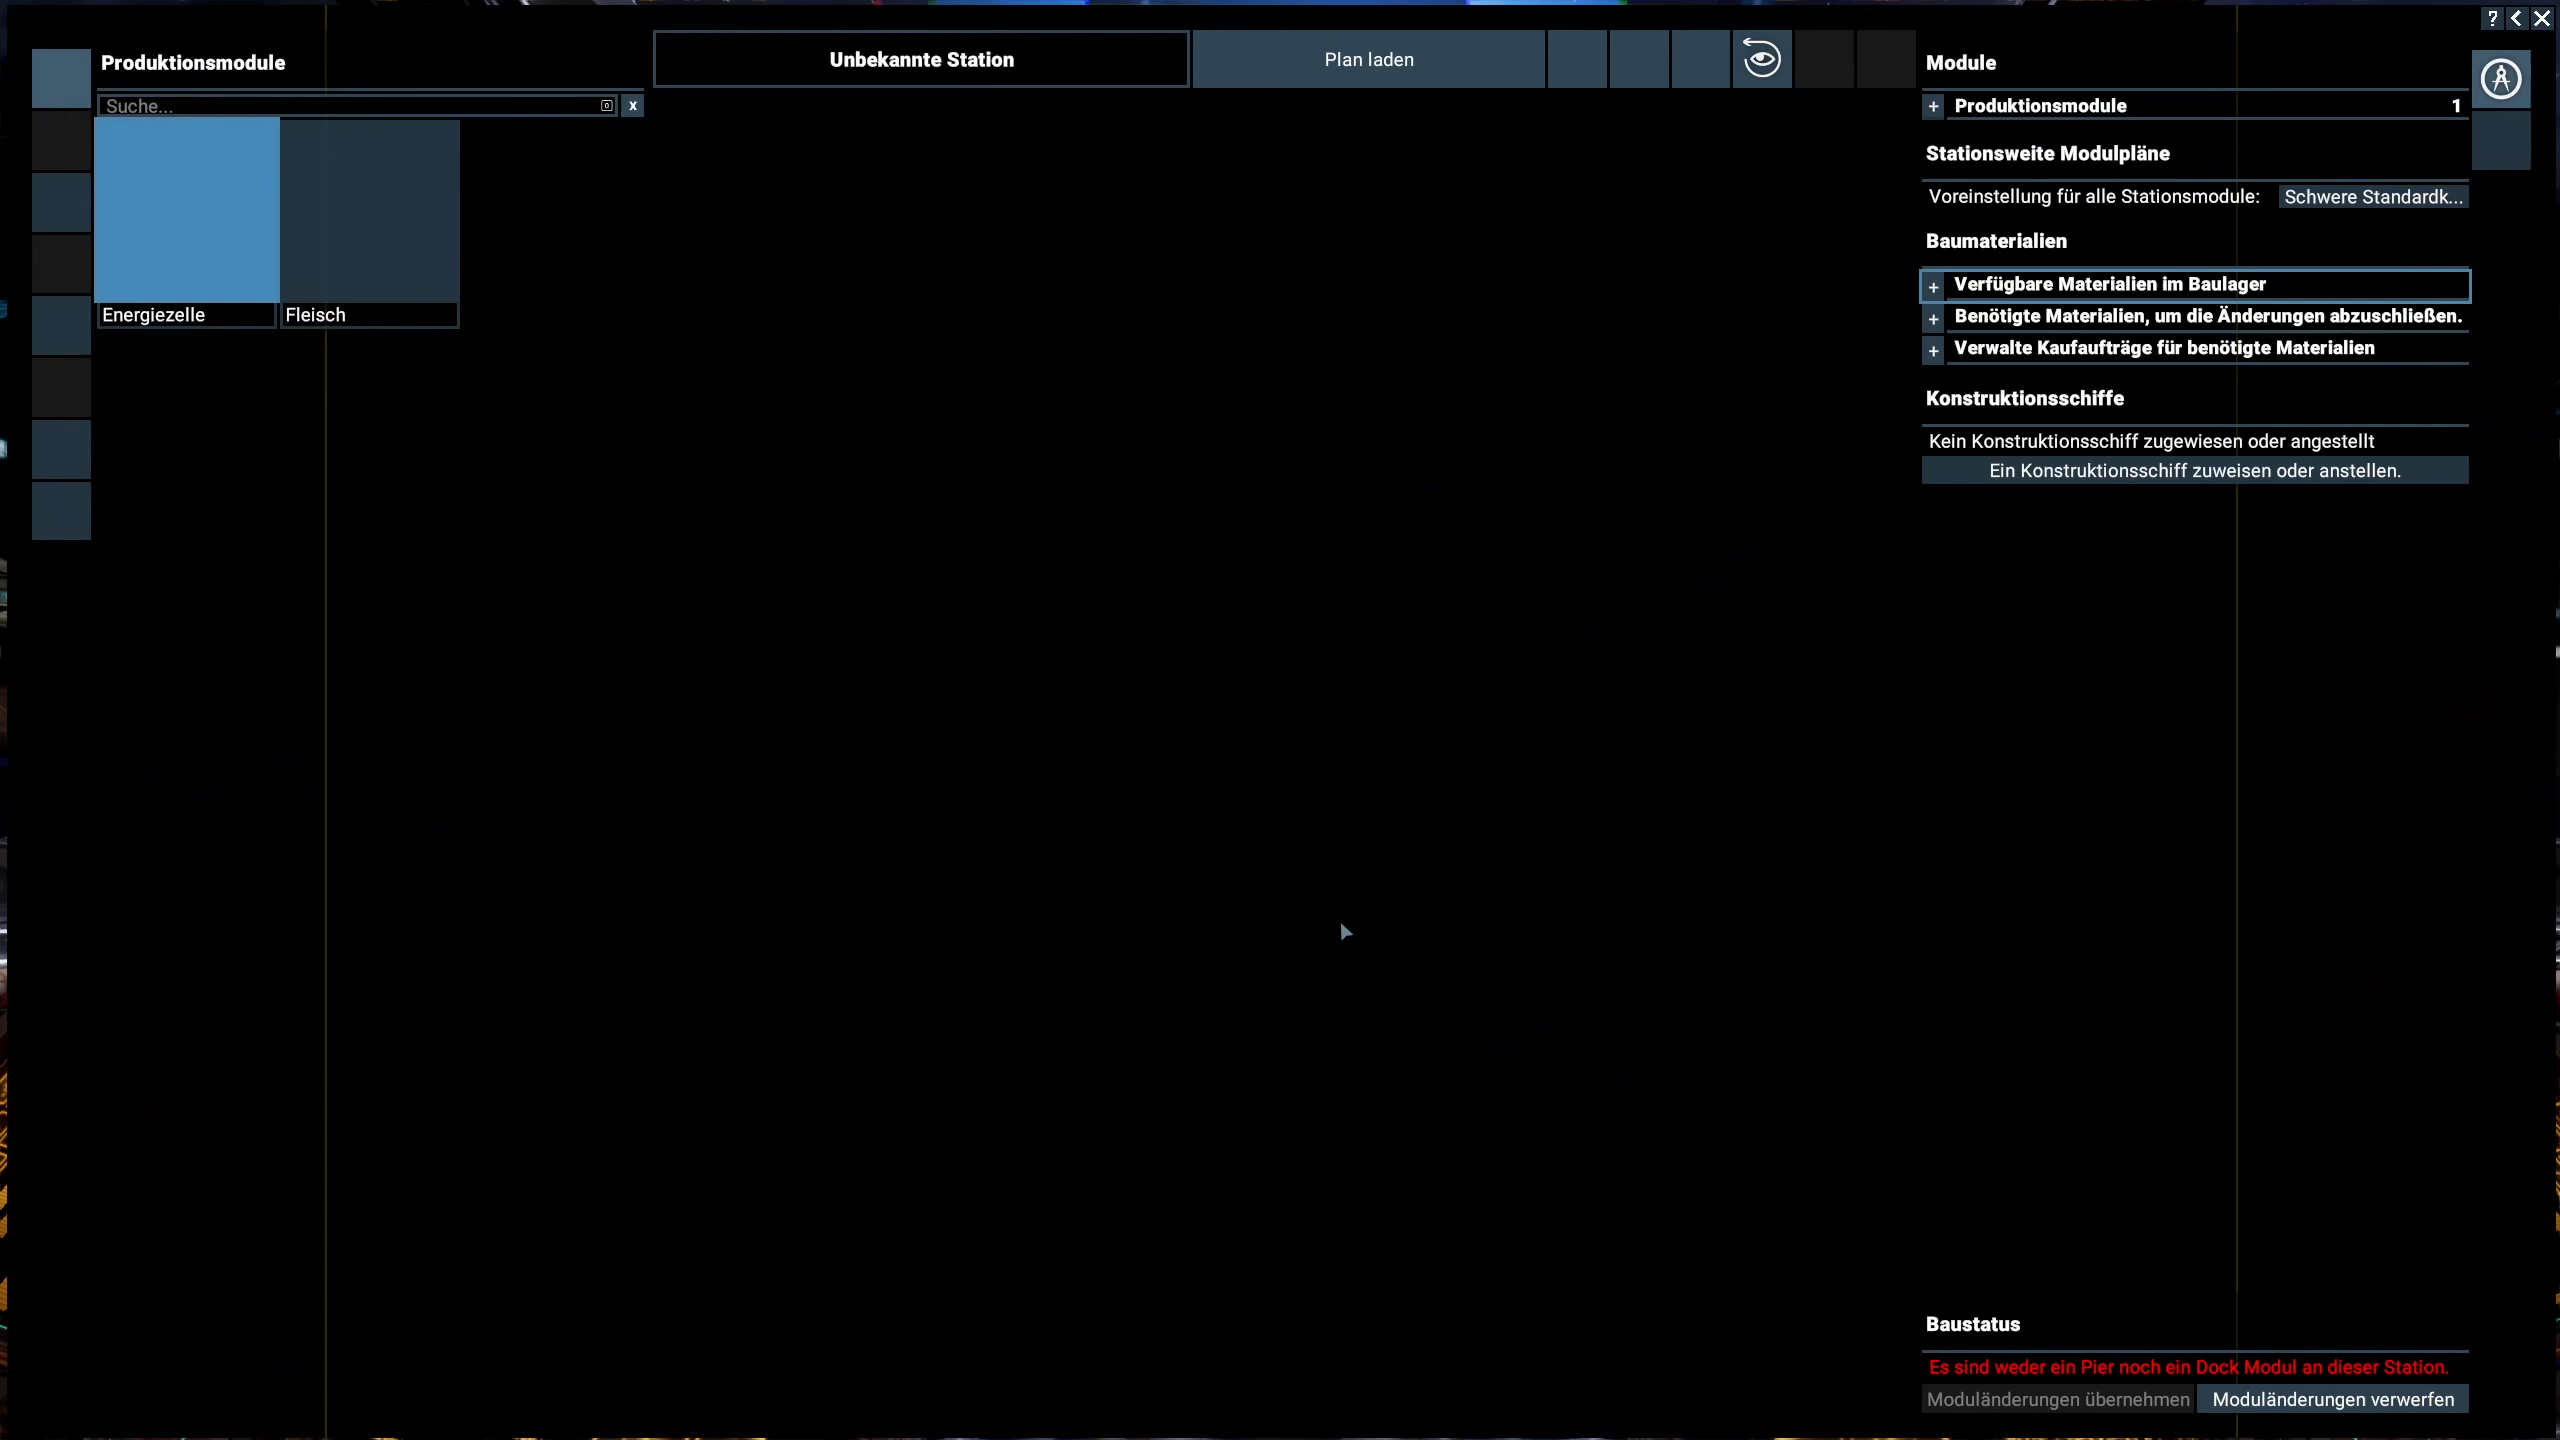 ? < X
Produktionsmodule
Suche...
x
Energiezelle
Fleisch
Unbekannte Station
Plan laden
Module
+ Produktionsmodule 1
Stationsweite Modulpläne
Voreinstellung für alle Stationsmodule: Schwere Standardk...
Baumaterialien
+ Verfügbare Materialien im Baulager
+ Benötigte Materialien, um die Änderungen abzuschließen.
+ Verwalte Kaufaufträge für benötigte Materialien
Konstruktionsschiffe
Kein Konstruktionsschiff zugewiesen oder angestellt
Ein Konstruktionsschiff zuweisen oder anstellen.
Baustatus
Es sind weder ein Pier noch ein Dock Modul an dieser Station.
Moduländerungen übernehmen Moduländerungen verwerfen